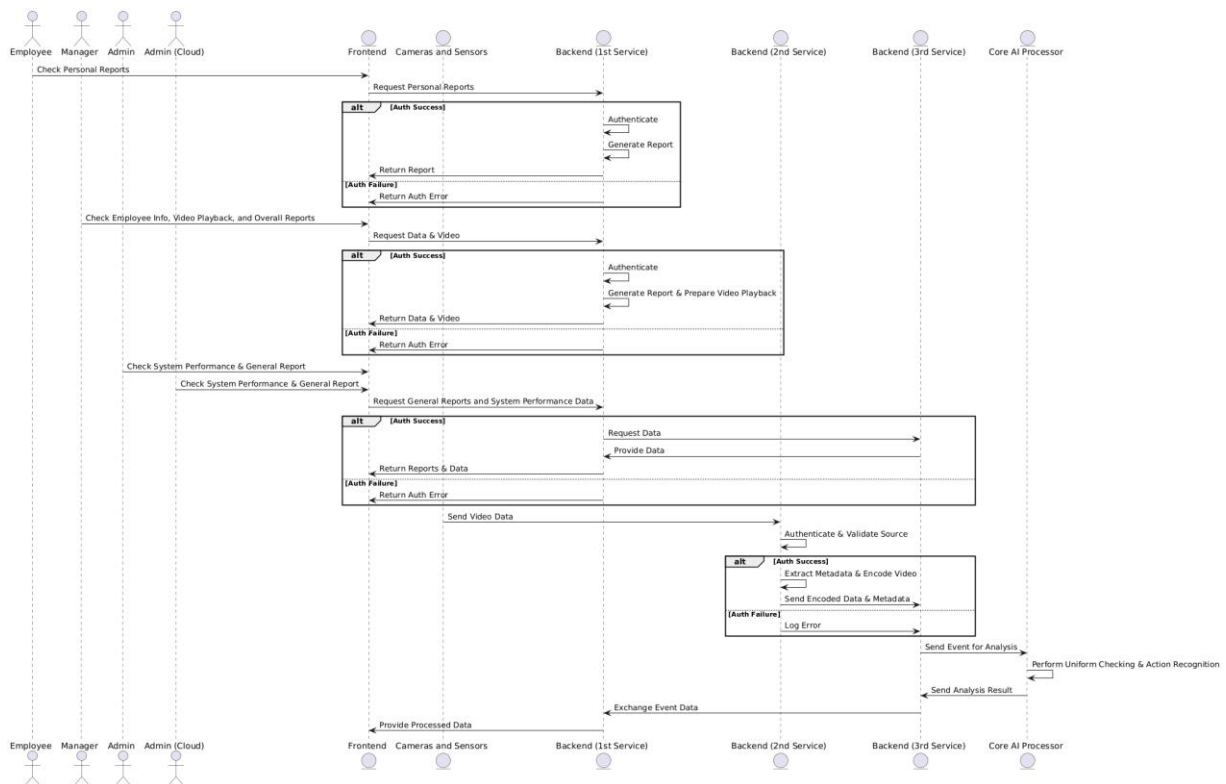 Employee Manager Admin Admin (Cloud) Frontend Cameras and Sensors Backend (1st Service) Backend (2nd Service) Backend (3rd Service) Core AI Processor
Check Personal Reports
Request Personal Reports
alt [Auth Success]
Authenticate
Generate Report
Return Report
[Auth Failure]
Return Auth Error
Check Employee Info, Video Playback, and Overall Reports
Request Data & Video
alt [Auth Success]
Authenticate
Generate Report & Prepare Video Playback
Return Data & Video
[Auth Failure]
Return Auth Error
Check System Performance & General Report
Check System Performance & General Report
Request General Reports and System Performance Data
alt [Auth Success]
Request Data
Provide Data
Return Reports & Data
[Auth Failure]
Return Auth Error
Send Video Data
Authenticate & Validate Source
alt [Auth Success]
Extract Metadata & Encode Video
Send Encoded Data & Metadata
[Auth Failure]
Log Error
Send Event for Analysis
Perform Uniform Checking & Action Recognition
Send Analysis Result
Exchange Event Data
Provide Processed Data
Employee Manager Admin Admin (Cloud) Frontend Cameras and Sensors Backend (1st Service) Backend (2nd Service) Backend (3rd Service) Core AI Processor